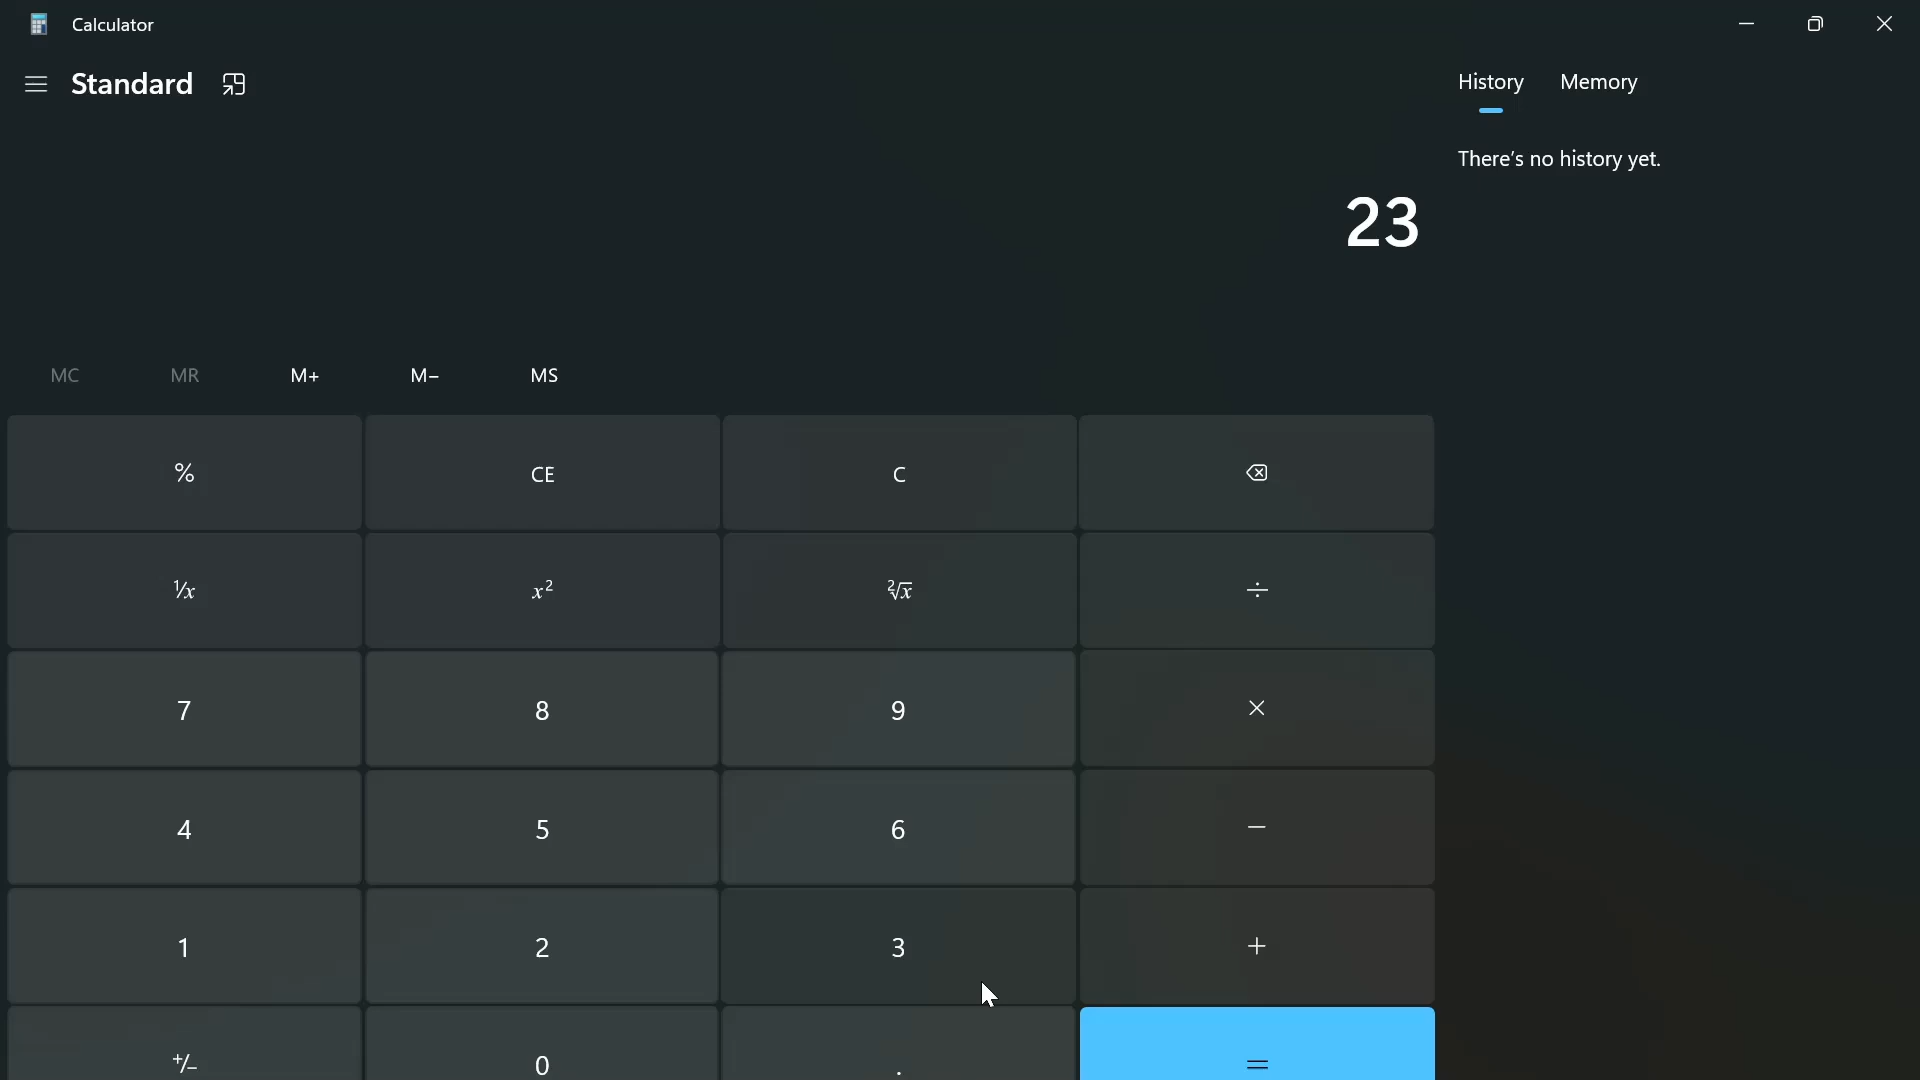 Calculator
Standard
History Memory
There's no history yet.
23
MC MR M+ M− MS
% CE C
⅟x x² ²√x ÷
7 8 9 ×
4 5 6 −
1 2 3 +
+/− 0 . =